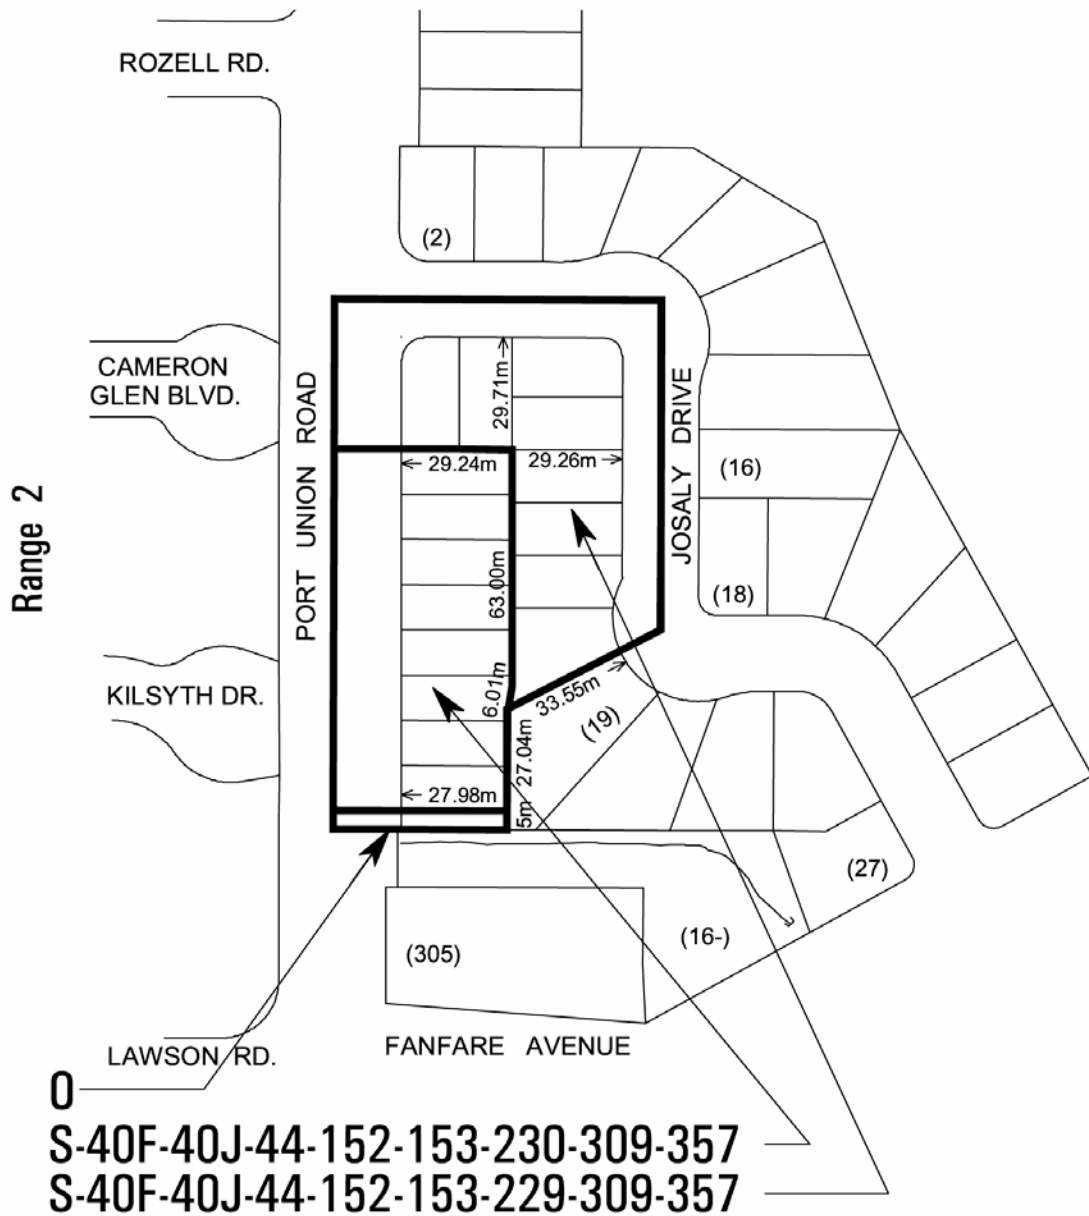 ROZELL RD.
(2)
CAMERON
GLEN BLVD.
PORT UNION ROAD
29.71m
JOSALY DRIVE
29.24m
29.26m
(16)
Range 2
63.00m
(18)
KILSYTH DR.
6.01m
33.55m
(19)
27.04m
27.98m
5m
(27)
(16-)
(305)
FANFARE AVENUE
LAWSON RD.
O
S-40F-40J-44-152-153-230-309-357
S-40F-40J-44-152-153-229-309-357